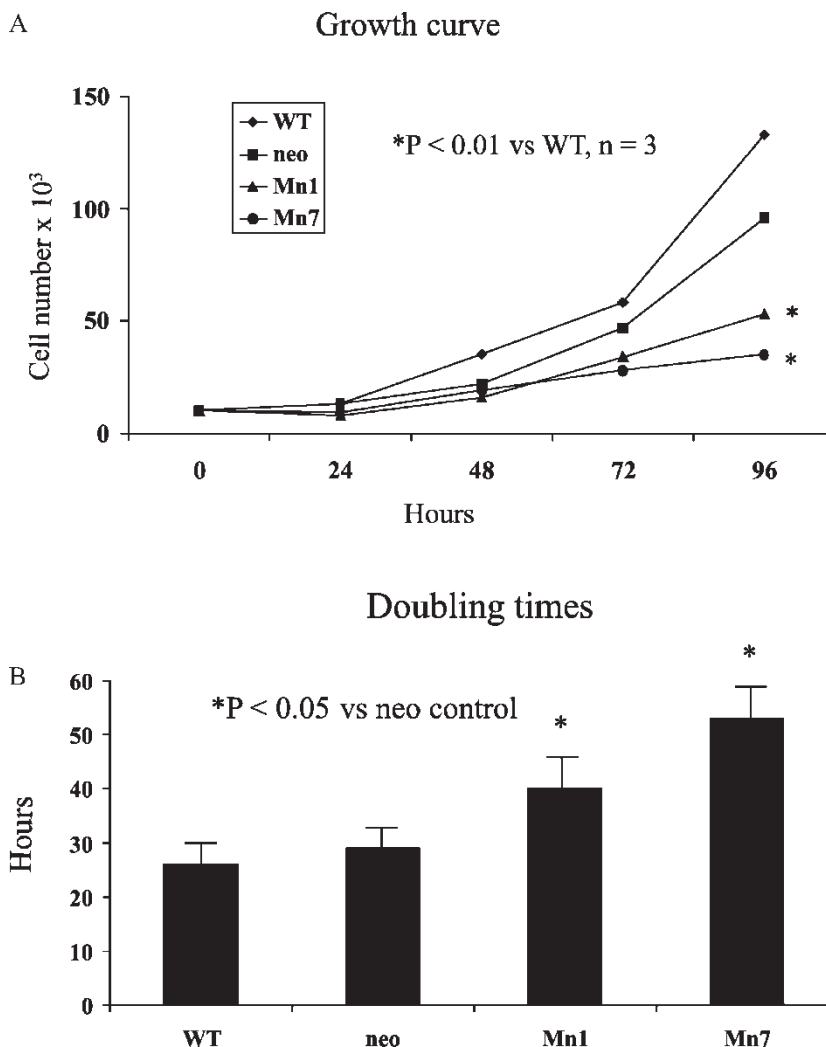 A
Growth curve
150
100
50
0
Cell number x 10³
WT
neo
Mn1
Mn7
*P < 0.01 vs WT, n = 3
*
*
0 24 48 72 96
Hours
B
Doubling times
60
50
40
30
20
10
0
Hours
*P < 0.05 vs neo control
*
*
WT neo Mn1 Mn7